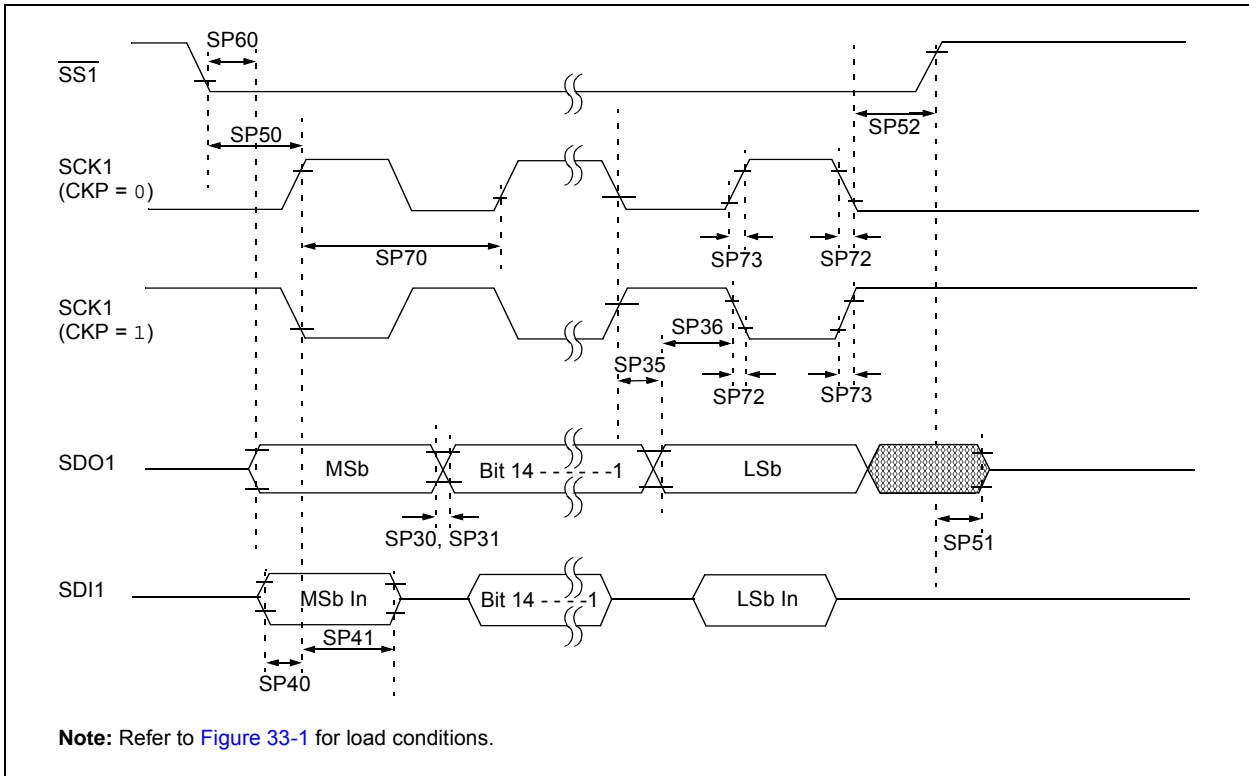 SP60
SS1
SP50
SP52
SCK1
(CKP = 0)
SP70
SP73
SP72
SCK1
(CKP = 1)
SP36
SP35
SP72
SP73
SDO1
MSb
Bit 14 - - - - - -1
LSb
SP30, SP31
SP51
SDI1
MSb In
Bit 14 - - - -1
LSb In
SP41
SP40
Note: Refer to Figure 33-1 for load conditions.